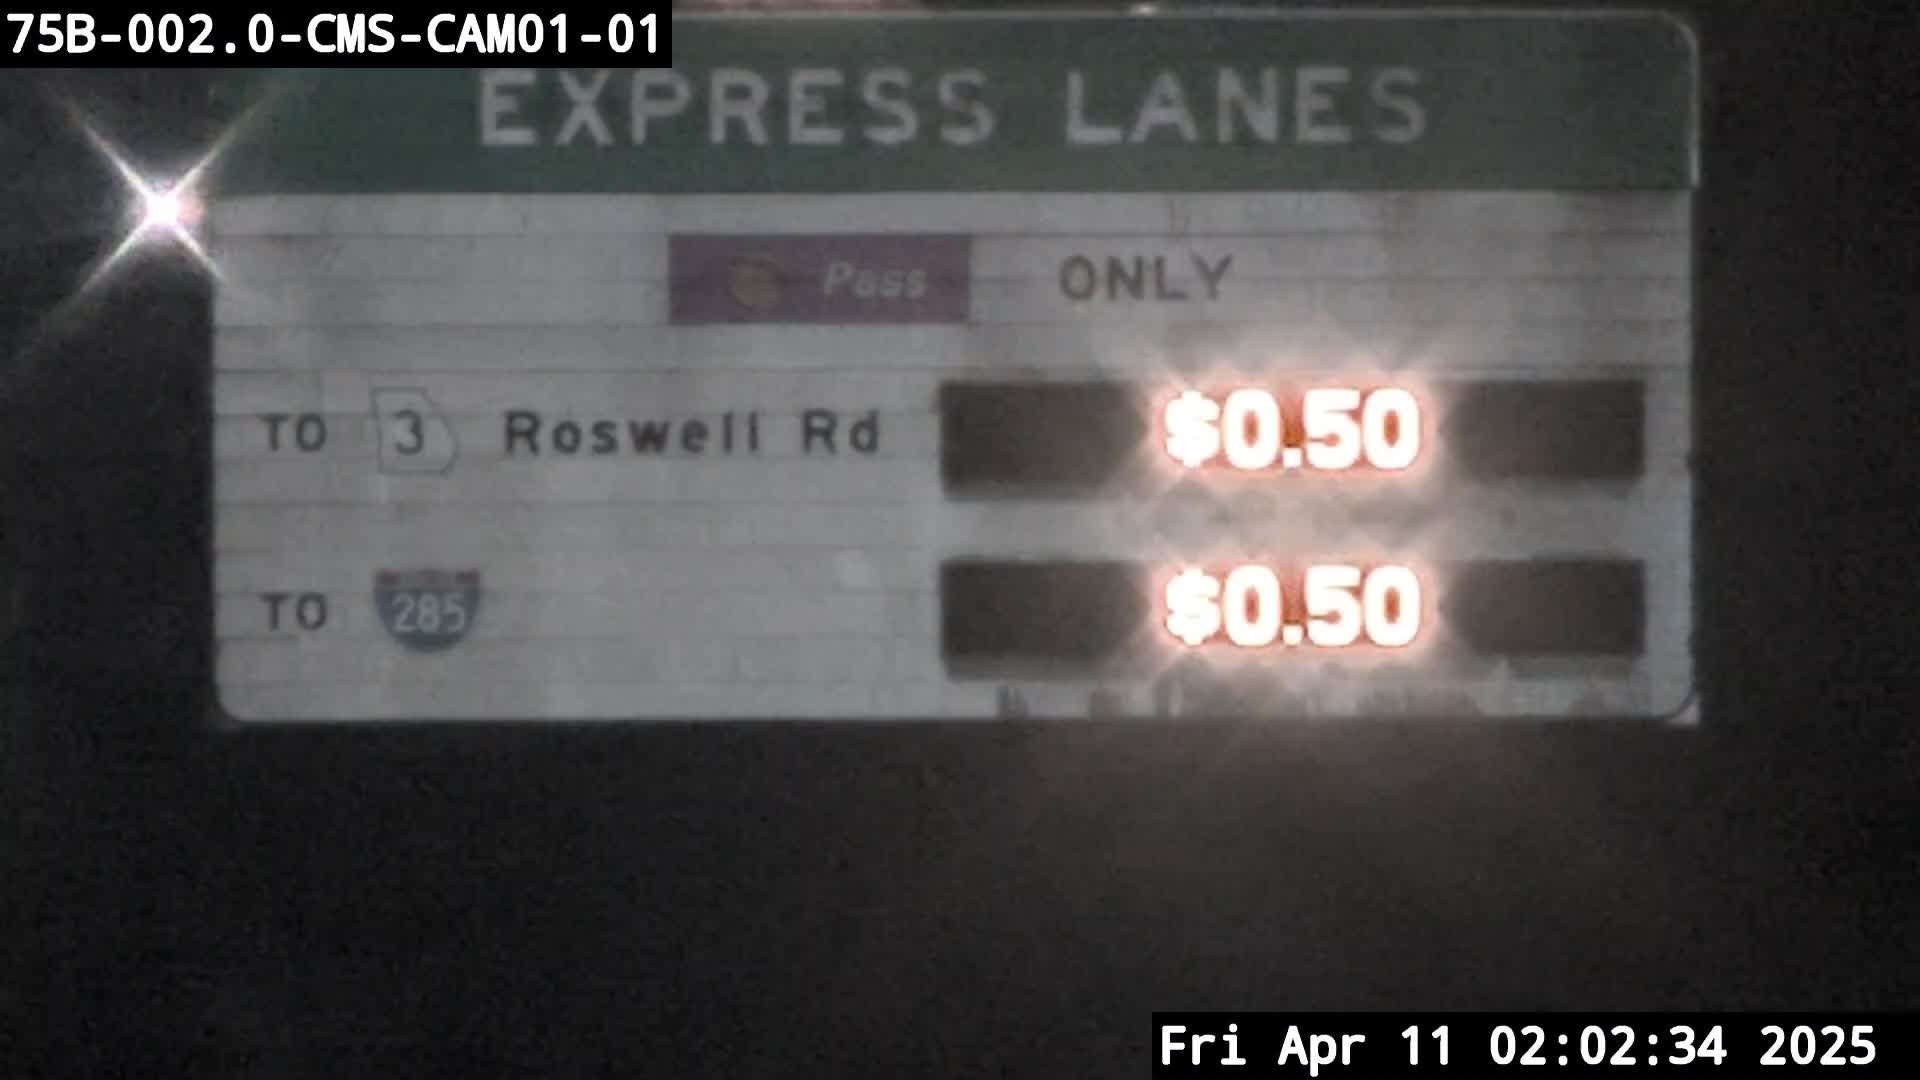 75B-002.0-CMS-CAM01-01
EXPRESS LANES
Pass ONLY
TO 3 Roswell Rd $0.50
TO 285 $0.50
Fri Apr 11 02:02:34 2025